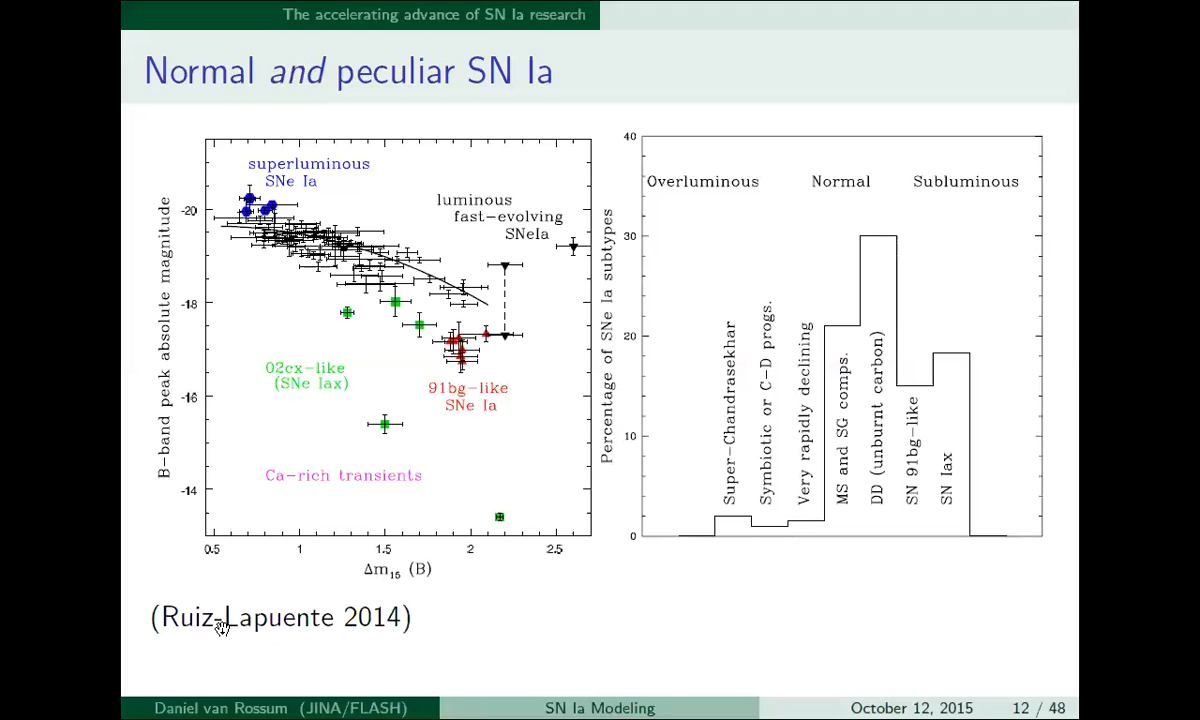 The accelerating advance of SN Ia research
Normal and peculiar SN Ia
superluminous
SNe Ia
luminous
fast-evolving
SNeIa
02cx-like
(SNe Iax)
91bg-like
SNe Ia
Ca-rich transients
B-band peak absolute magnitude
-20
-18
-16
-14
0.5 1 1.5 2 2.5
Δm15 (B)
Percentage of SNe Ia subtypes
40
30
20
10
0
Overluminous Normal Subluminous
Super-Chandrasekhar
Symbiotic or C-D progs.
Very rapidly declining
MS and SG comps.
DD (unburnt carbon)
SN 91bg-like
SN Iax
(Ruiz-Lapuente 2014)
Daniel van Rossum (JINA/FLASH) SN Ia Modeling October 12, 2015 12 / 48